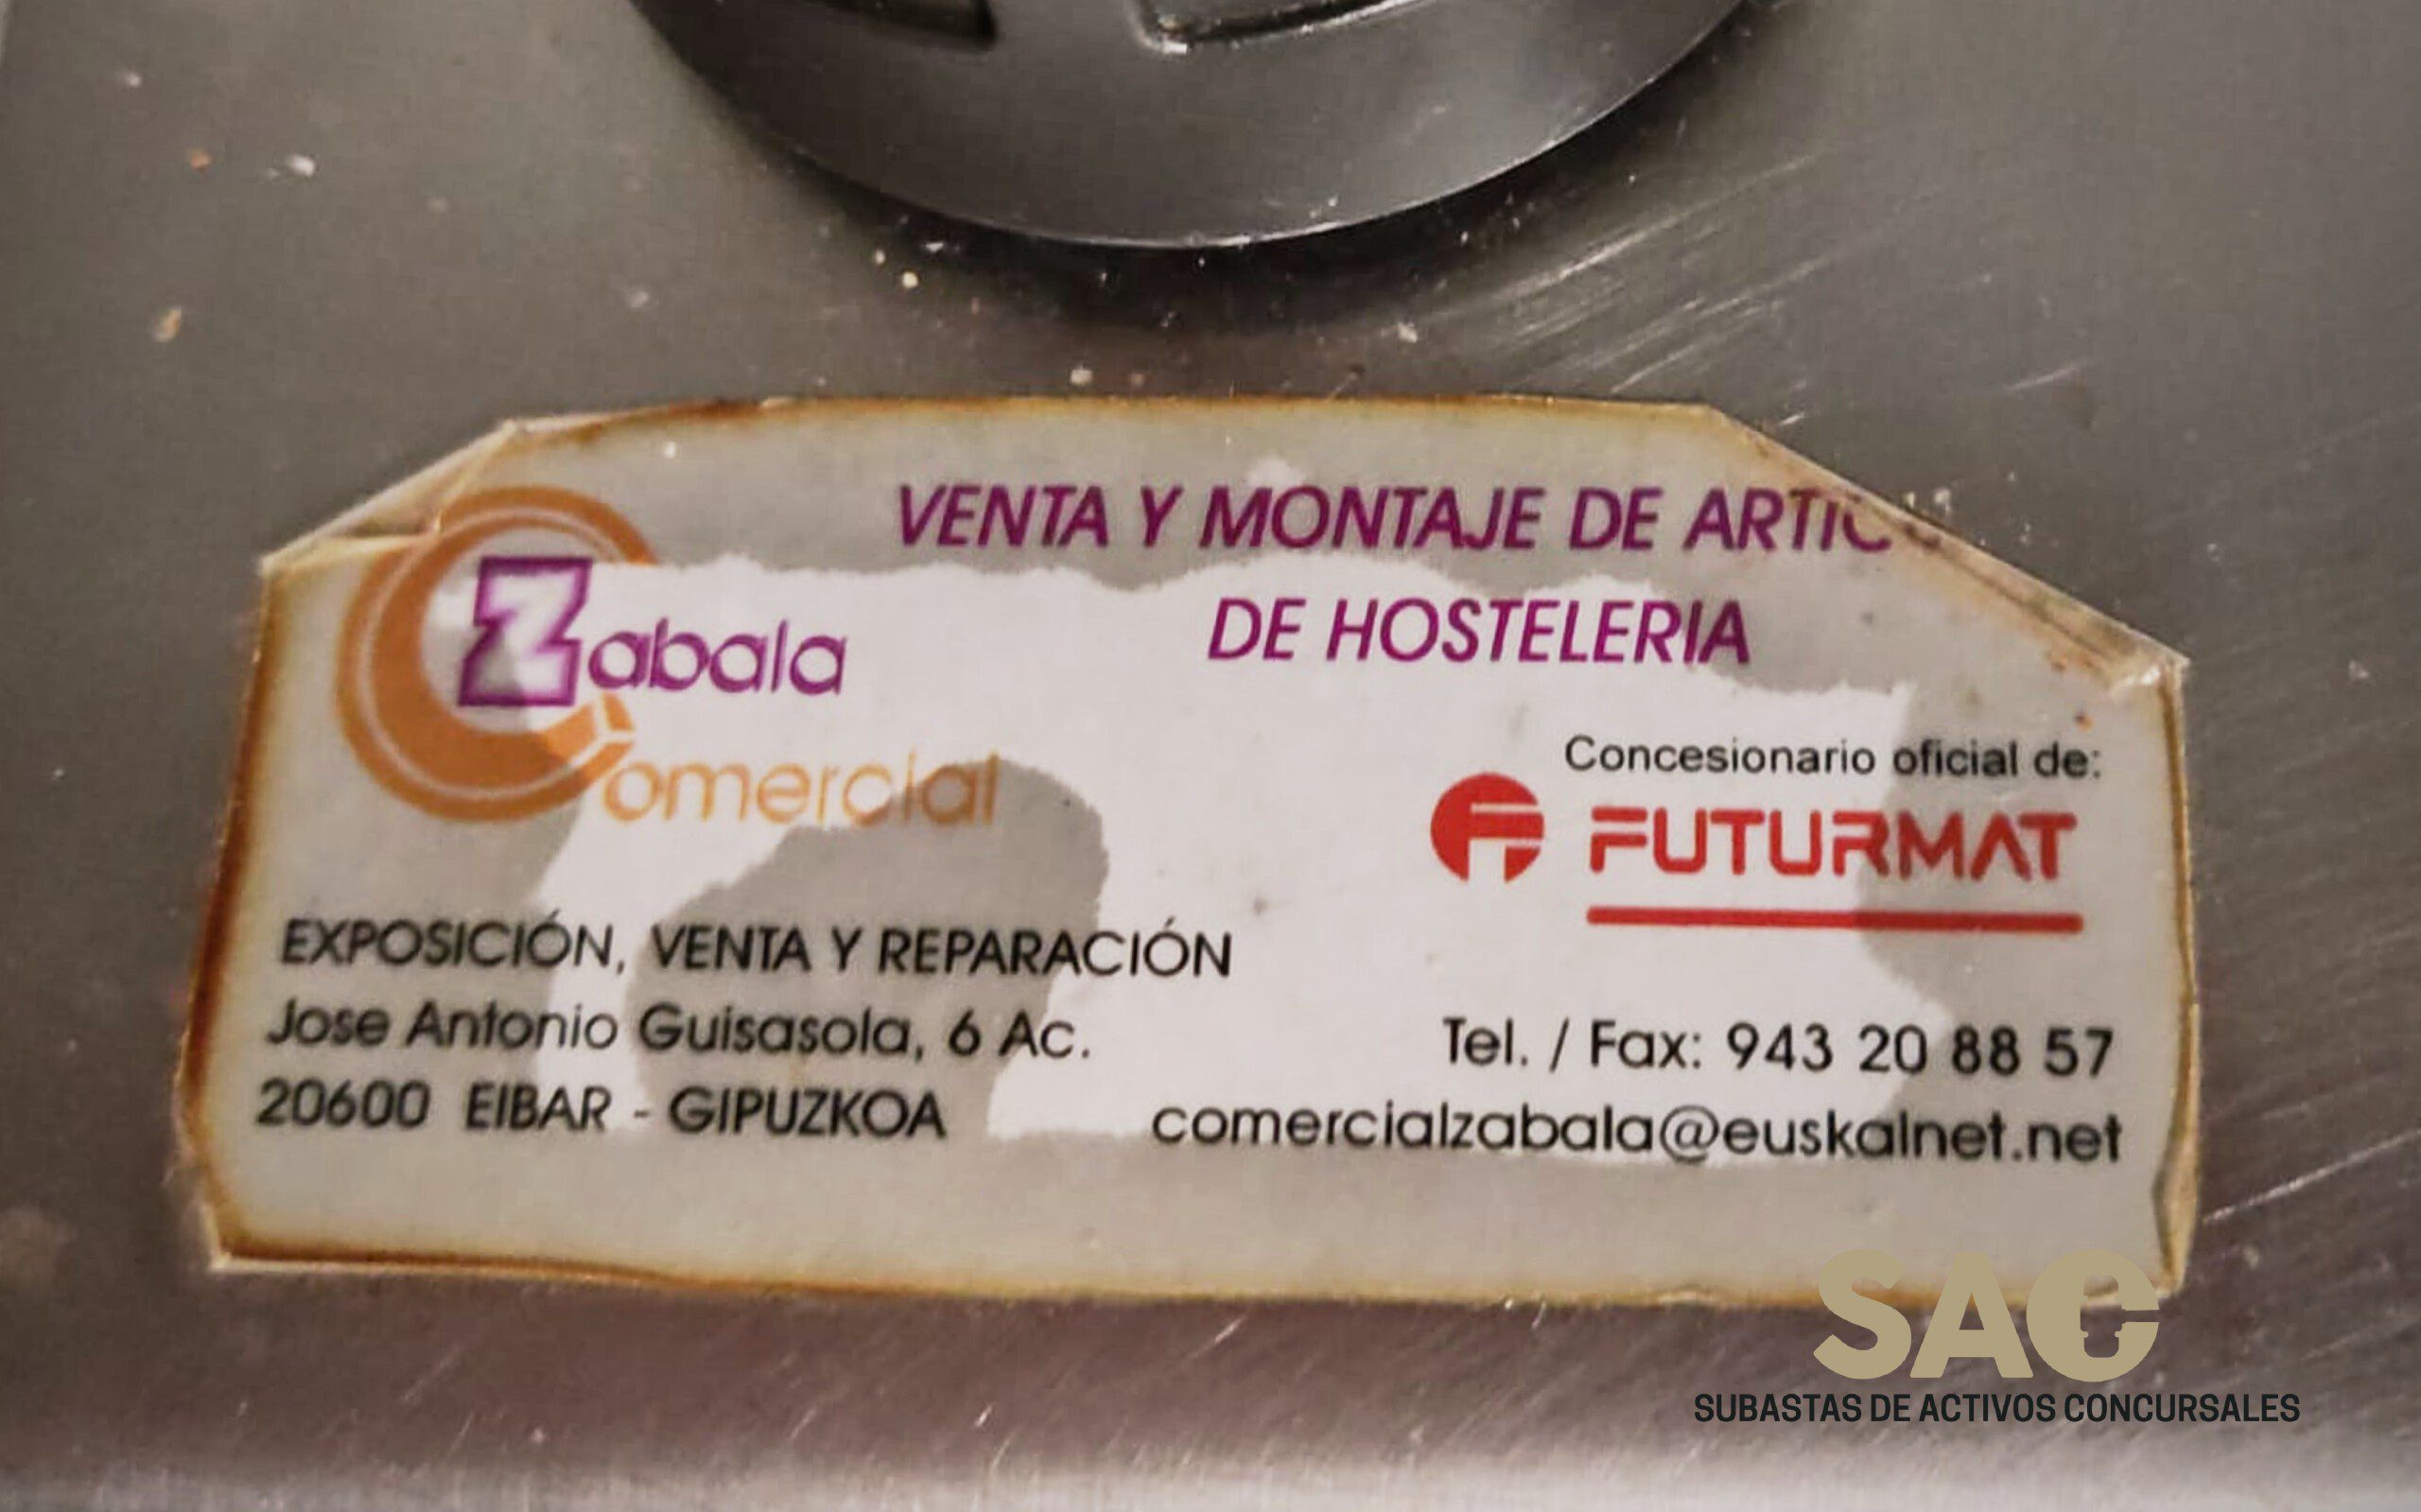 VENTA Y MONTAJE DE
DE HOSTELERIA
Zabala
Comercial
Concesionario oficial de:
FUTURMAT
EXPOSICIÓN, VENTA Y REPARACIÓN
Jose Antonio Guisasola, 6 Ac.
20600 EIBAR - GIPUZKOA
Tel. / Fax: 943 20 88 57
comercialzabala@euskalnet.net
SAC
SUBASTAS DE ACTIVOS CONCURSALES